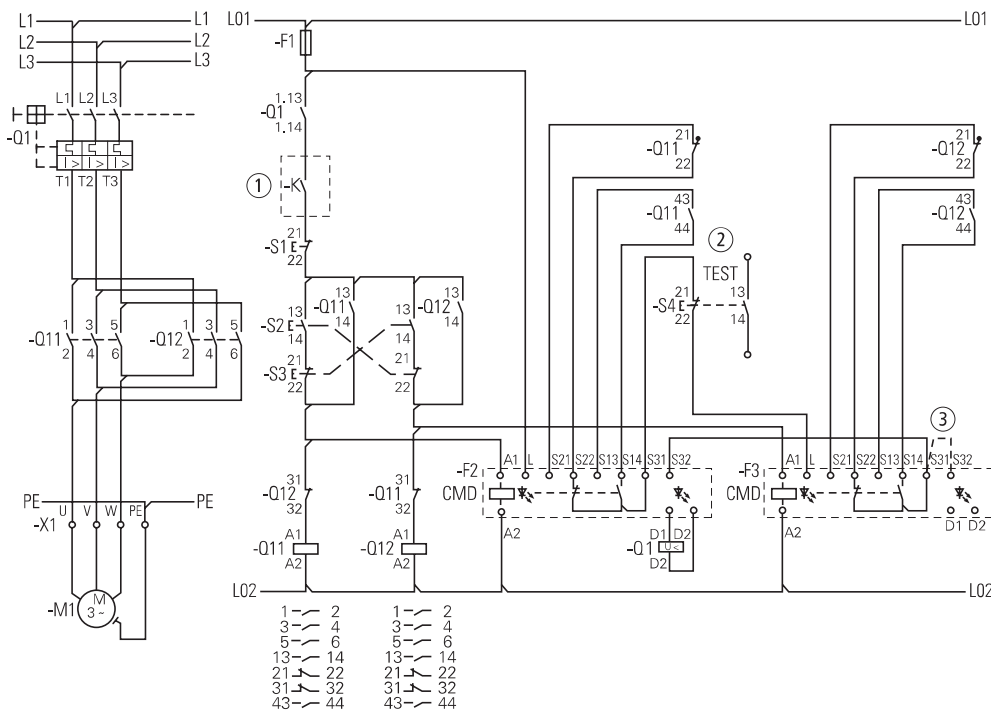 L1 L1
L2 L2
L3 L3
L1 L2 L3
-Q1
I> I> I>
T1 T2 T3
1 3 5 1 3 5
-Q11 -Q12
2 4 6 2 4 6
PE PE
U V W PE
-X1
-M1
M
3 ~
L01 L01
-F1
1.13
-Q1
1.14
1
-K
21
-S1 E
22
13 13 13 13
-Q11 -Q12
-S2 E
14 14 14 14
21 21
-S3 E
22 22
31 31
-Q12 -Q11
32 32
A1 A1
-Q11 -Q12
A2 A2
L02 L02
1 2 1 2
3 4 3 4
5 6 5 6
13 14 13 14
21 22 21 22
31 32 31 32
43 44 43 44
21 21
-Q11 -Q12
22 22
43 43
-Q11 -Q12
44 44
2
TEST
21 13
-S4 E
22 14
3
A1 L S21 S22 S13 S14 S31 S32
-F2
CMD
A2
D1 D2
-Q1 U<
D2
A1 L S21 S22 S13 S14 S31 S32
-F3
CMD
A2
D1 D2